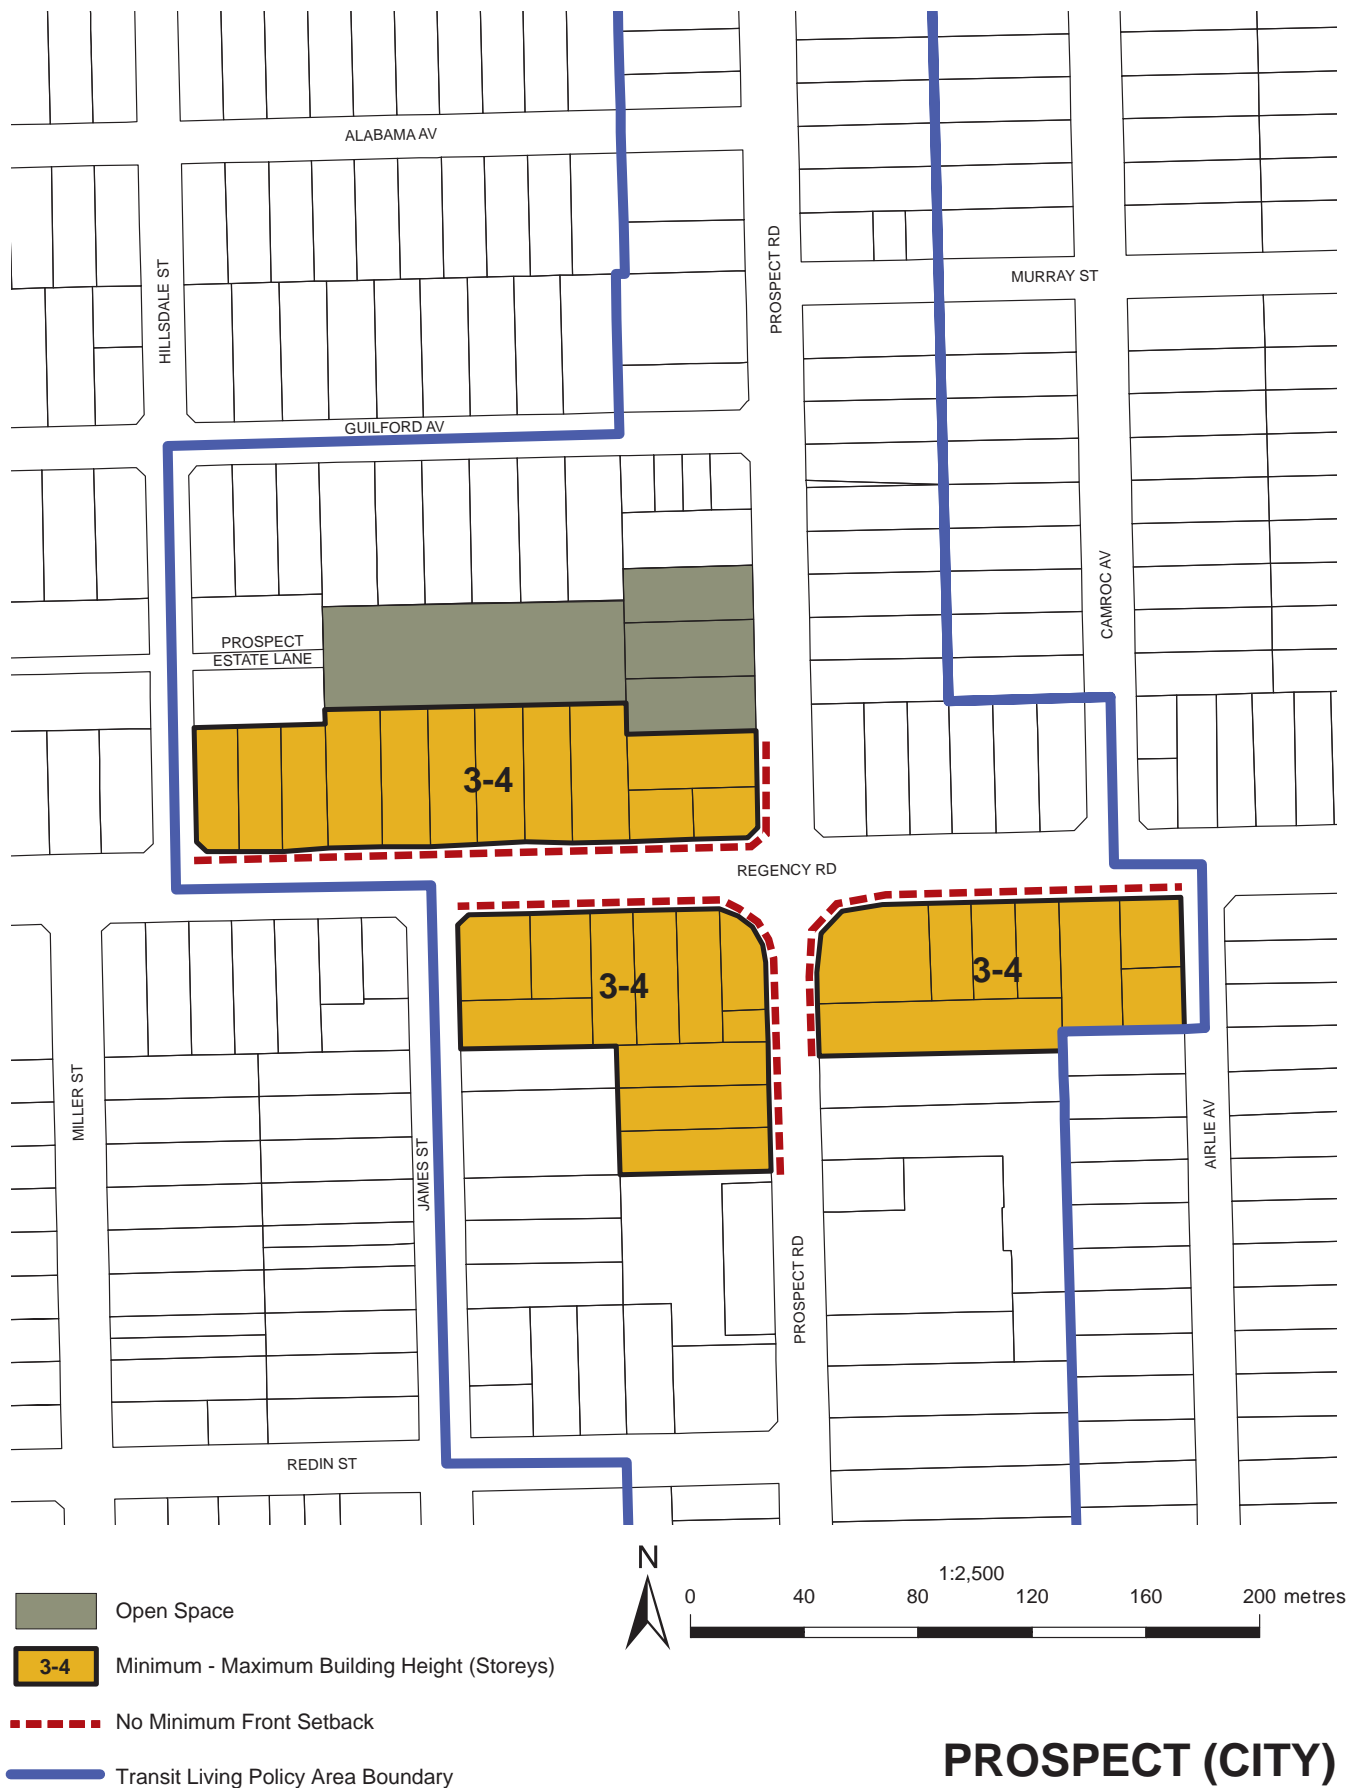 ALABAMA AV
HILLSDALE ST
PROSPECT RD
MURRAY ST
GUILFORD AV
CAMROC AV
PROSPECT
ESTATE LANE
3-4
REGENCY RD
3-4
3-4
MILLER ST
JAMES ST
AIRLIE AV
PROSPECT RD
REDIN ST
N
1:2,500
0 40 80 120 160 200 metres
Open Space
3-4 Minimum - Maximum Building Height (Storeys)
No Minimum Front Setback
Transit Living Policy Area Boundary
PROSPECT (CITY)